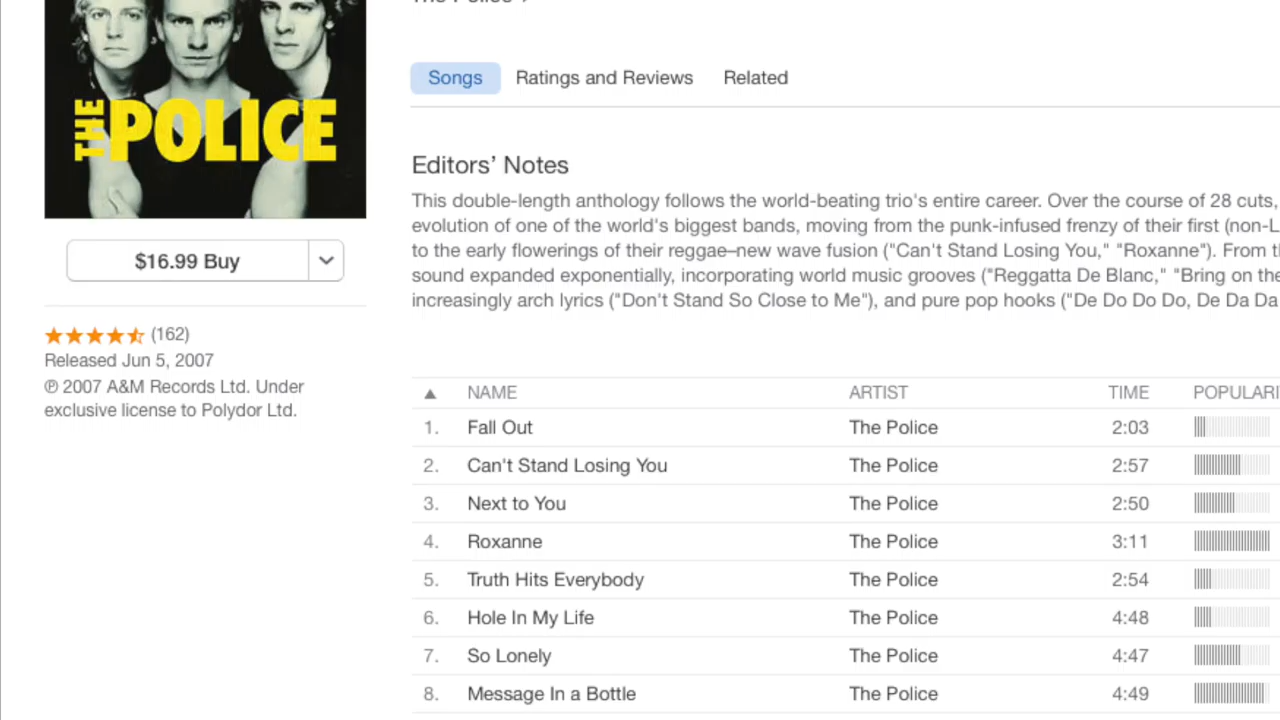 THE POLICE
$16.99 Buy
(162)
Released Jun 5, 2007
℗ 2007 A&M Records Ltd. Under
exclusive license to Polydor Ltd.
The Police
Songs Ratings and Reviews Related
Editors’ Notes
This double-length anthology follows the world-beating trio's entire career. Over the course of 28 cuts,
evolution of one of the world's biggest bands, moving from the punk-infused frenzy of their first (non-L
to the early flowerings of their reggae–new wave fusion ("Can't Stand Losing You," "Roxanne"). From
sound expanded exponentially, incorporating world music grooves ("Reggatta De Blanc," "Bring on the
increasingly arch lyrics ("Don't Stand So Close to Me"), and pure pop hooks ("De Do Do Do, De Da Da
▲ NAME ARTIST TIME POPULARI
1. Fall Out The Police 2:03
2. Can't Stand Losing You The Police 2:57
3. Next to You The Police 2:50
4. Roxanne The Police 3:11
5. Truth Hits Everybody The Police 2:54
6. Hole In My Life The Police 4:48
7. So Lonely The Police 4:47
8. Message In a Bottle The Police 4:49